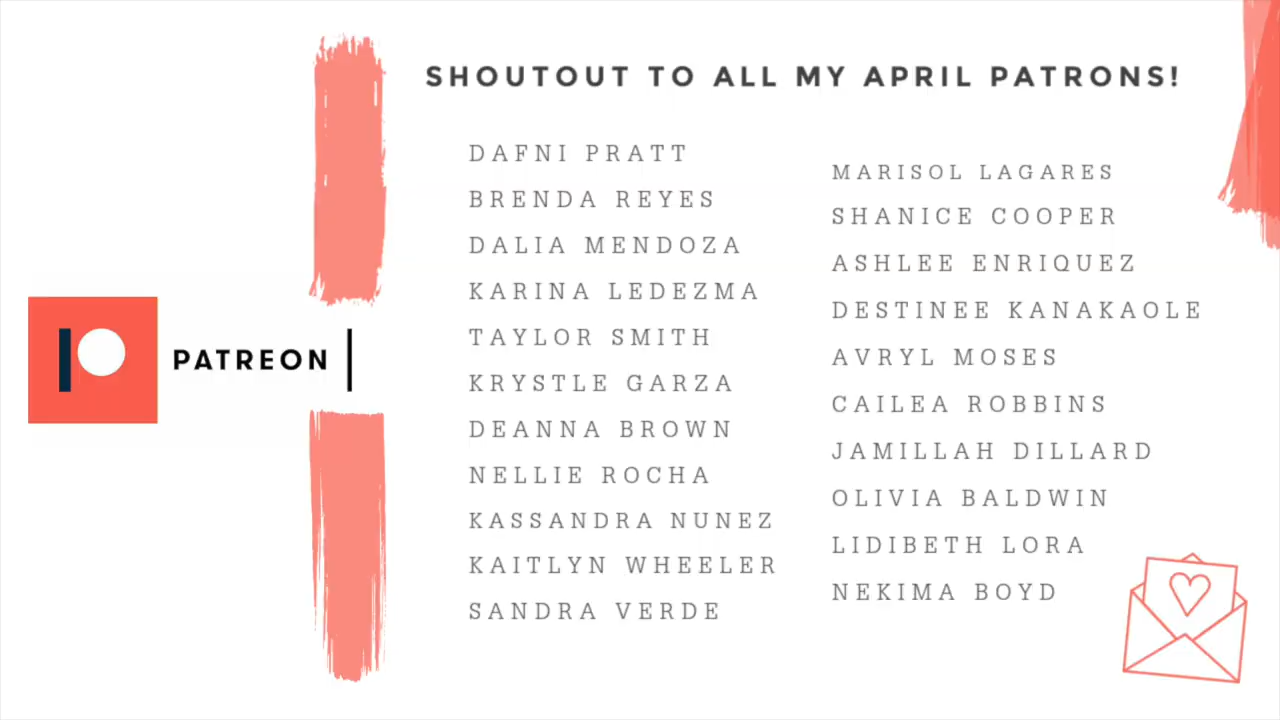 SHOUTOUT TO ALL MY APRIL PATRONS!
DAFNI PRATT
BRENDA REYES
DALIA MENDOZA
KARINA LEDEZMA
TAYLOR SMITH
KRYSTLE GARZA
DEANNA BROWN
NELLIE ROCHA
KASSANDRA NUNEZ
KAITLYN WHEELER
SANDRA VERDE
MARISOL LAGARES
SHANICE COOPER
ASHLEE ENRIQUEZ
DESTINEE KANAKAOLE
AVRYL MOSES
CAILEA ROBBINS
JAMILLAH DILLARD
OLIVIA BALDWIN
LIDIBETH LORA
NEKIMA BOYD
PATREON